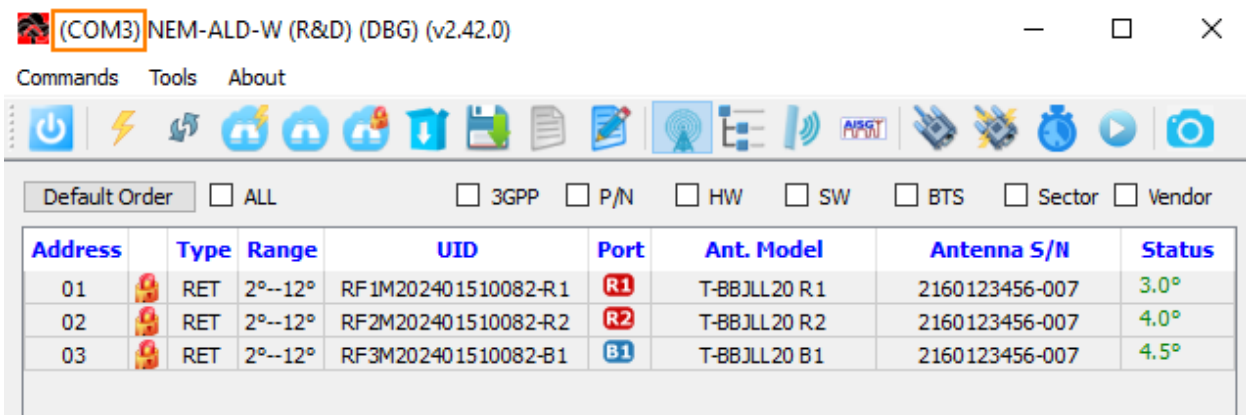 (COM3) NEM-ALD-W (R&D) (DBG) (v2.42.0)
Commands Tools About
AISGT
Default Order ALL 3GPP P/N HW SW BTS Sector Vendor
Address Type Range UID Port Ant. Model Antenna S/N Status
01 RET 2°--12° RF1M202401510082-R1 R1 T-BBJLL20 R1 2160123456-007 3.0°
02 RET 2°--12° RF2M202401510082-R2 R2 T-BBJLL20 R2 2160123456-007 4.0°
03 RET 2°--12° RF3M202401510082-B1 B1 T-BBJLL20 B1 2160123456-007 4.5°